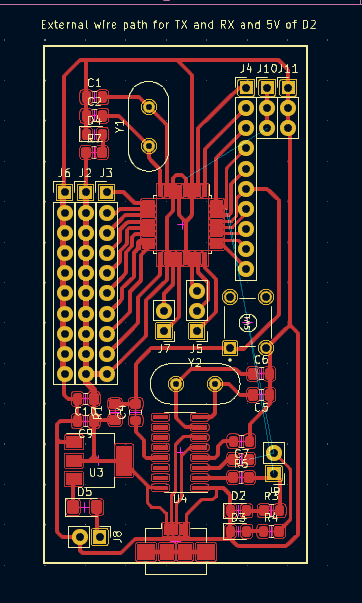 External wire path for TX and RX and 5V of D2
J4 J10 J11
C1
C2
Y1
D4
R7
J6 J2 J3
J7 J5
Y2
C6
C5
C10
C9
U3
C7
R5
U4
D5
D2 R3
D3 R4
J8